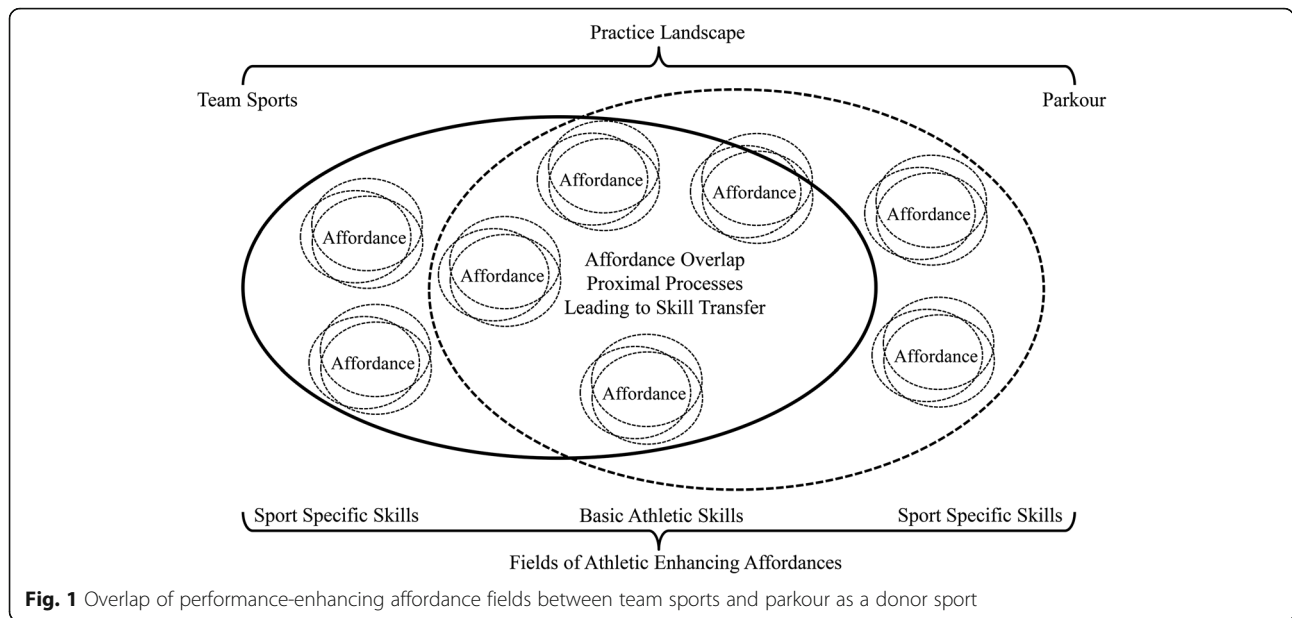 Practice Landscape
Team Sports
Parkour
Affordance
Affordance
Affordance
Affordance
Affordance
Affordance Overlap
Proximal Processes
Leading to Skill Transfer
Affordance
Affordance
Affordance
Sport Specific Skills
Basic Athletic Skills
Sport Specific Skills
Fields of Athletic Enhancing Affordances
Fig. 1 Overlap of performance-enhancing affordance fields between team sports and parkour as a donor sport